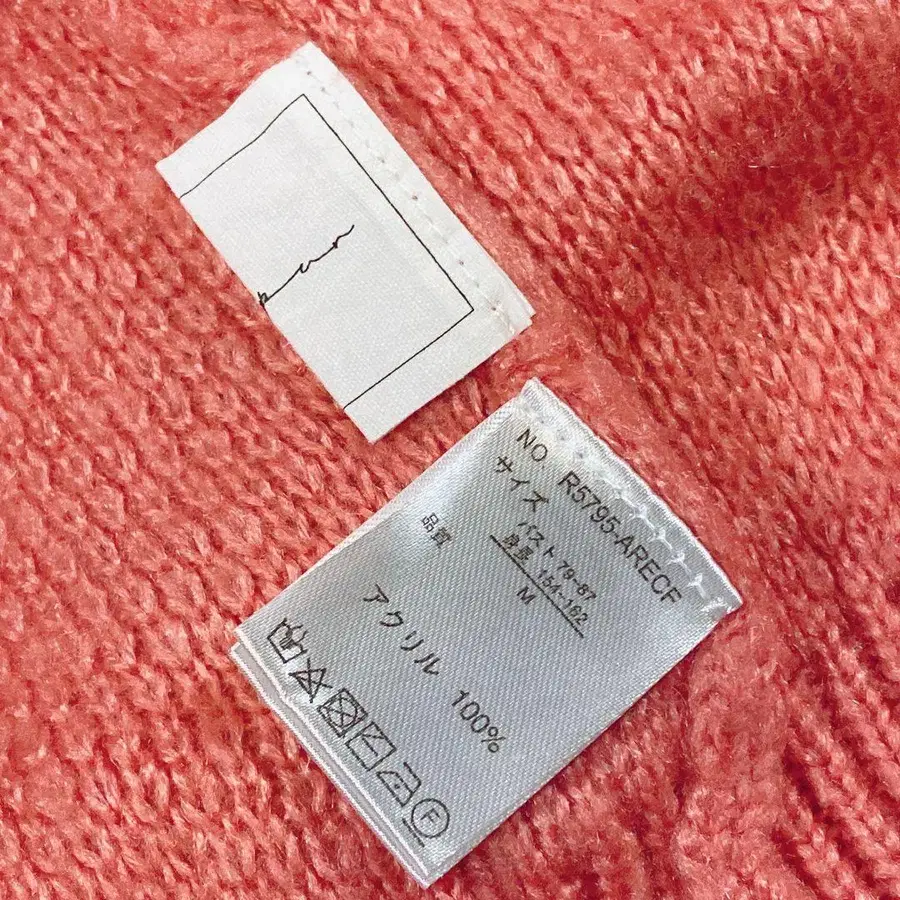 NO. R5795-ARECF
サイズ
バスト 79~87
身長 154~162
M
品質
アクリル 100%
F